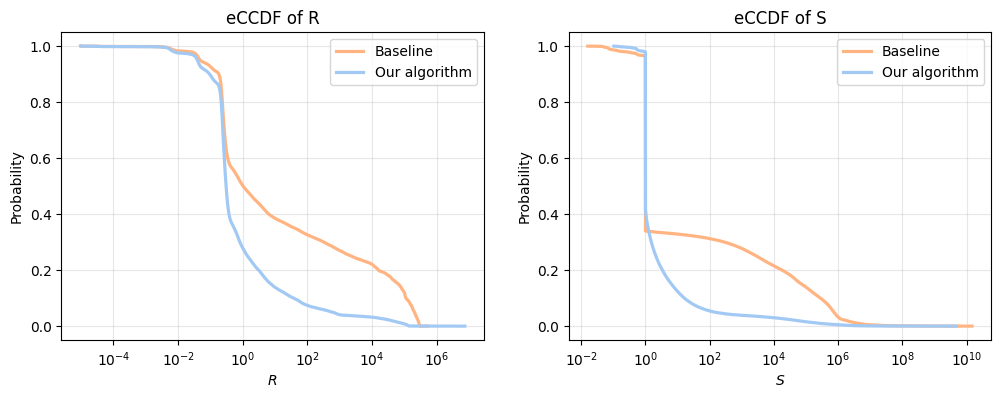 eCCDF of R
Probability
1.0
0.8
0.6
0.4
0.2
0.0
Baseline
Our algorithm
10⁻⁴ 10⁻² 10⁰ 10² 10⁴ 10⁶
R
eCCDF of S
Probability
1.0
0.8
0.6
0.4
0.2
0.0
Baseline
Our algorithm
10⁻² 10⁰ 10² 10⁴ 10⁶ 10⁸ 10¹⁰
S